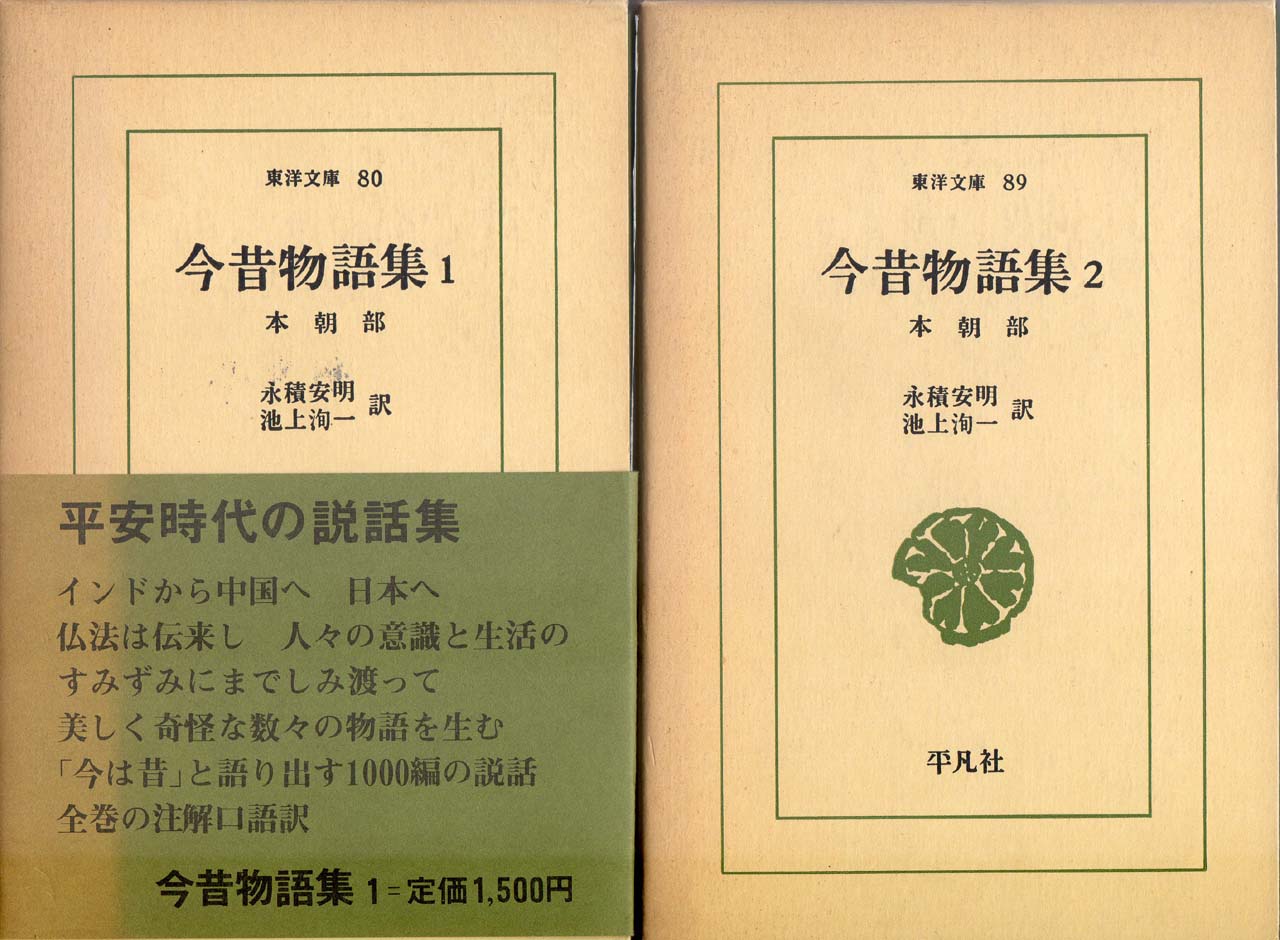 東洋文庫 80
今昔物語集 1
本朝部
永積安明
池上洵一 訳
平安時代の説話集
インドから中国へ 日本へ
仏法は伝来し 人々の意識と生活の
すみずみにまでしみ渡って
美しく奇怪な数々の物語を生む
「今は昔」と語り出す1000編の説話
全巻の注解口語訳
今昔物語集 1=定価1,500円
東洋文庫 89
今昔物語集 2
本朝部
永積安明
池上洵一 訳
平凡社